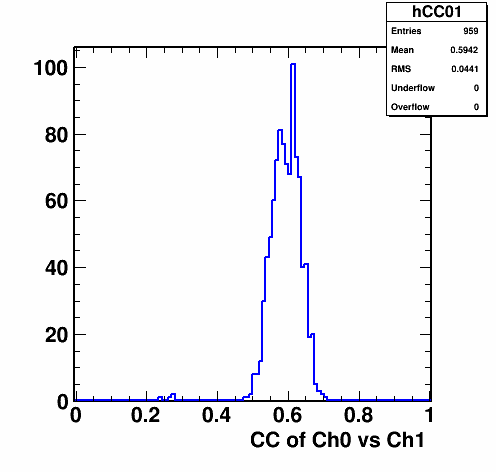 hCC01
Entries 959
Mean 0.5942
RMS 0.0441
Underflow 0
Overflow 0
100
80
60
40
20
0
0 0.2 0.4 0.6 0.8 1
CC of Ch0 vs Ch1